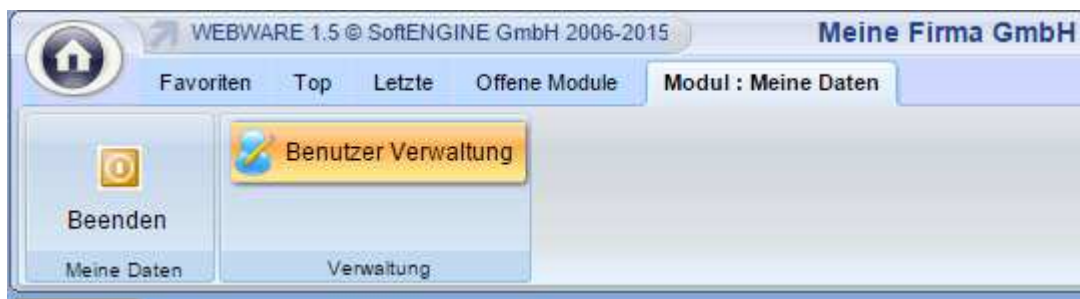 WEBWARE 1.5 © SoftENGINE GmbH 2006-2015
Meine Firma GmbH
Favoriten Top Letzte Offene Module Modul : Meine Daten
Benutzer Verwaltung
Beenden
Meine Daten Verwaltung